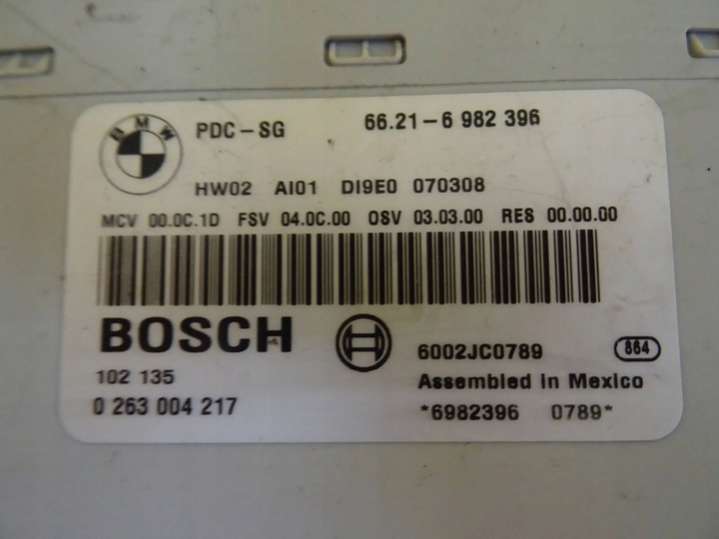 BMW
PDC-SG 66.21-6 982 396
HW02 AI01 DI9E0 070308
MCV 00.0C.1D FSV 04.0C.00 OSV 03.03.00 RES 00.00.00
BOSCH
6002JC0789 864
102 135 Assembled in Mexico
0 263 004 217 *6982396 0789*